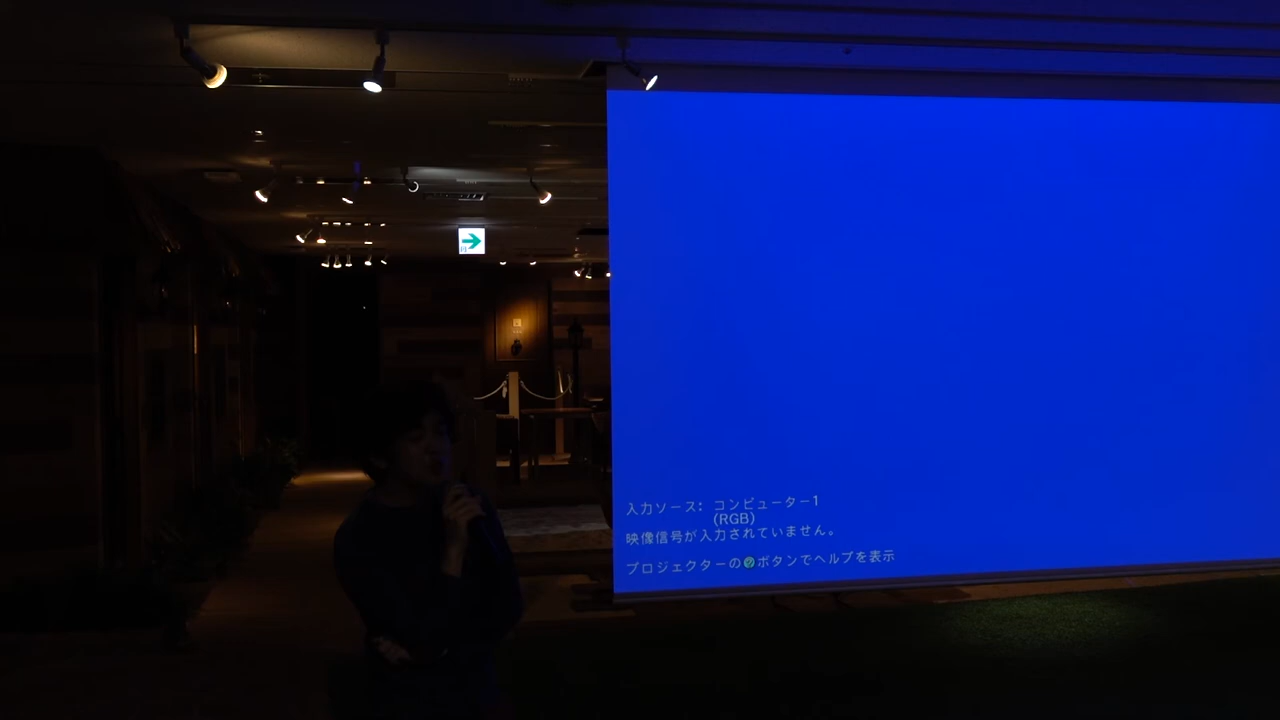 入力ソース: コンピューター1
(RGB)
映像信号が入力されていません。
プロジェクターの?ボタンでヘルプを表示